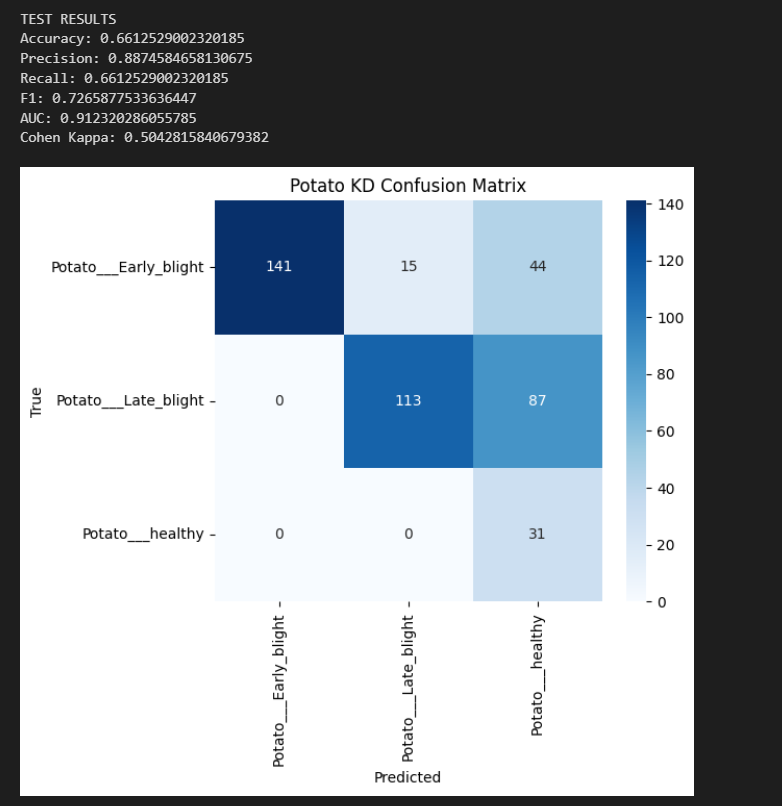 TEST RESULTS
Accuracy: 0.6612529002320185
Precision: 0.8874584658130675
Recall: 0.6612529002320185
F1: 0.7265877533636447
AUC: 0.912320286055785
Cohen Kappa: 0.5042815840679382
Potato KD Confusion Matrix
True
Potato___Early_blight
141
15
44
Potato___Late_blight
0
113
87
Potato___healthy
0
0
31
Potato___Early_blight
Potato___Late_blight
Potato___healthy
Predicted
140
120
100
80
60
40
20
0